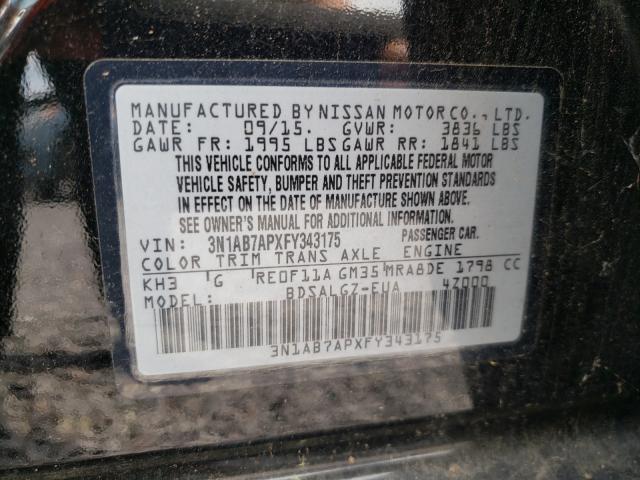 MANUFACTURED BY NISSAN MOTOR CO., LTD.
DATE: 09/15. GVWR: 3836 LBS
GAWR FR: 1995 LBS GAWR RR: 1841 LBS
THIS VEHICLE CONFORMS TO ALL APPLICABLE FEDERAL MOTOR
VEHICLE SAFETY, BUMPER AND THEFT PREVENTION STANDARDS
IN EFFECT ON THE DATE OF MANUFACTURE SHOWN ABOVE.
SEE OWNER'S MANUAL FOR ADDITIONAL INFORMATION.
VIN: 3N1AB7APXFY343175 PASSENGER CAR.
COLOR TRIM TRANS AXLE ENGINE
KH3 'G RE0F11A GM35 MRA8DE 1798 CC
MODEL: BDSALGZ-EUA 4Z000
3N1AB7APXFY343175